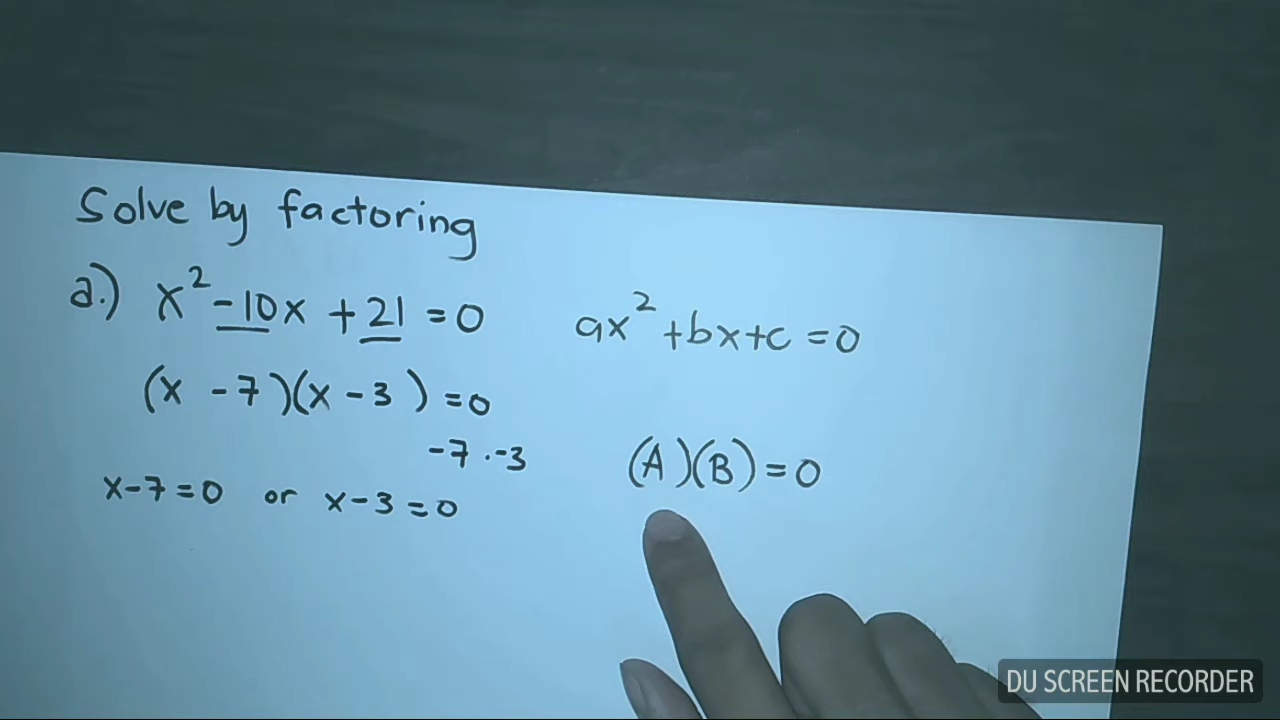 Solve by factoring
a.) x² -10x + 21 = 0
ax² +bx+c = 0
(x - 7)(x - 3) = 0
-7 · -3
(A)(B) = 0
x-7=0 or x-3=0
DU SCREEN RECORDER